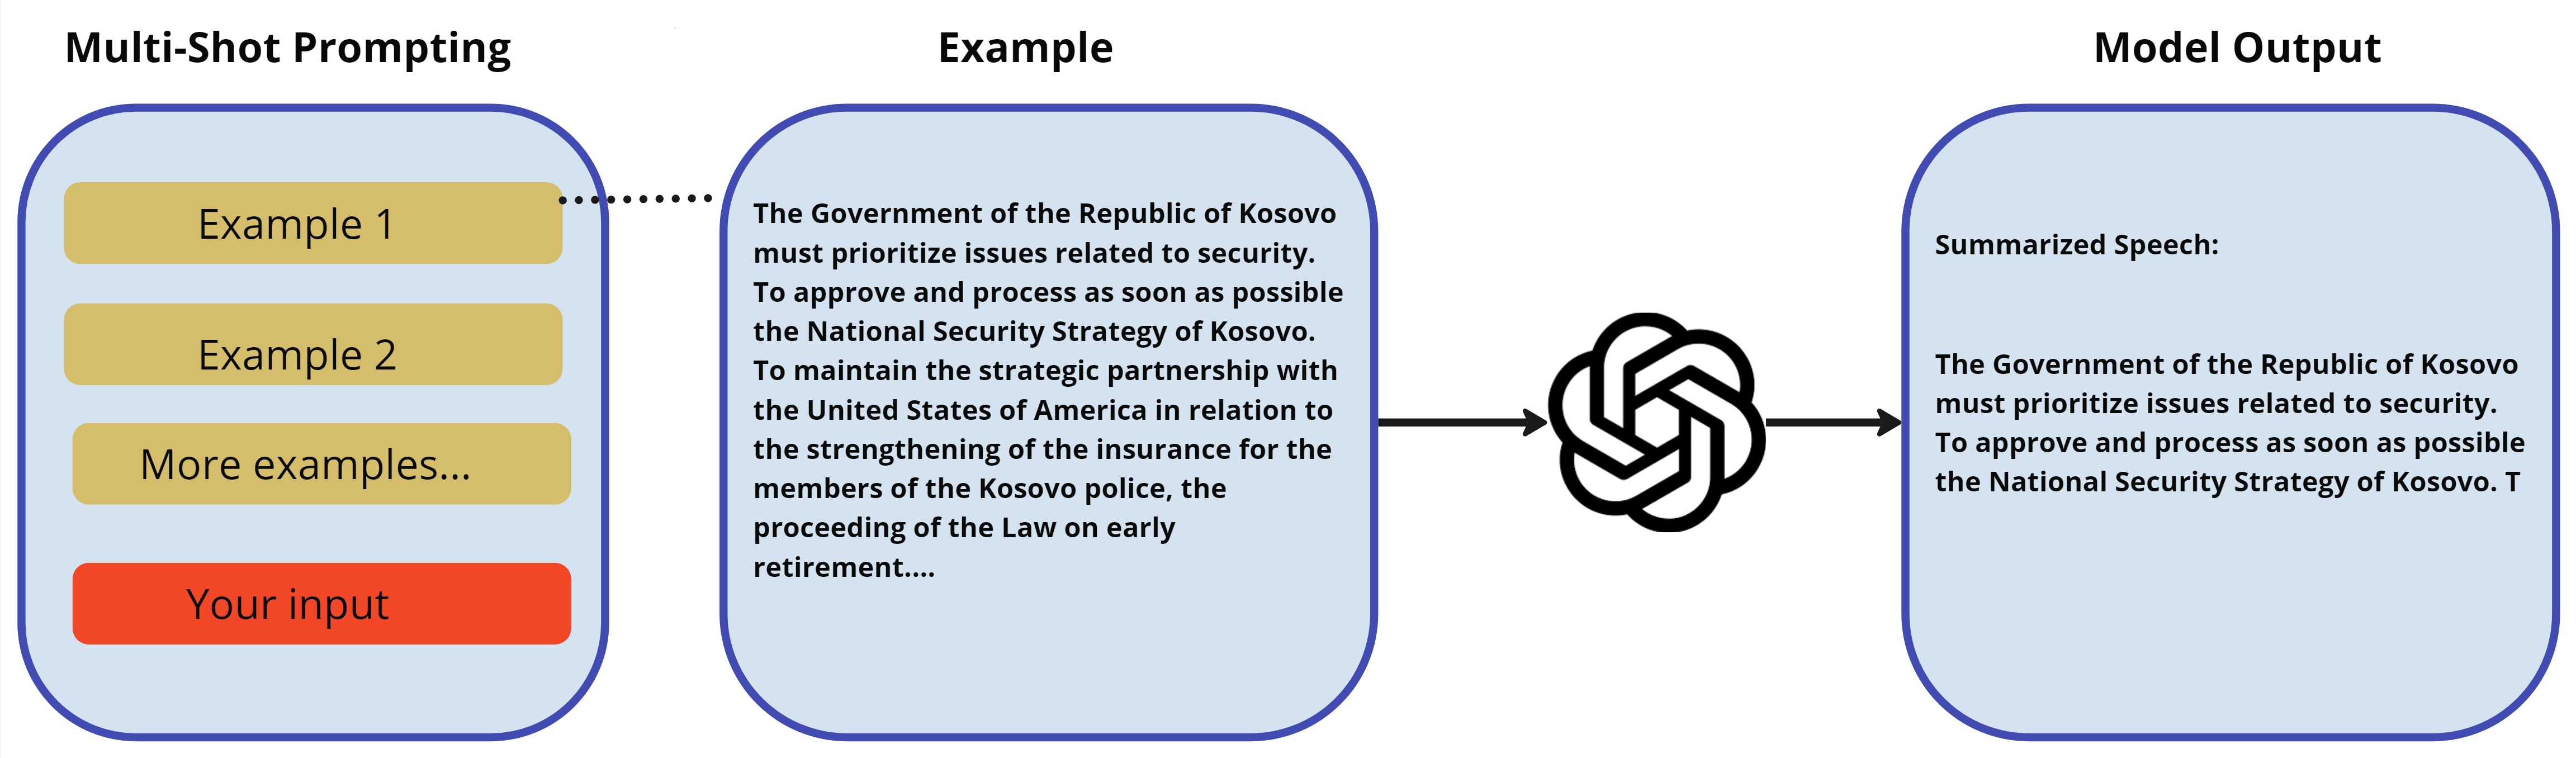 Multi-Shot Prompting
Example 1
Example 2
More examples...
Your input
Example
The Government of the Republic of Kosovo
must prioritize issues related to security.
To approve and process as soon as possible
the National Security Strategy of Kosovo.
To maintain the strategic partnership with
the United States of America in relation to
the strengthening of the insurance for the
members of the Kosovo police, the
proceeding of the Law on early
retirement....
Model Output
Summarized Speech:
The Government of the Republic of Kosovo
must prioritize issues related to security.
To approve and process as soon as possible
the National Security Strategy of Kosovo. T